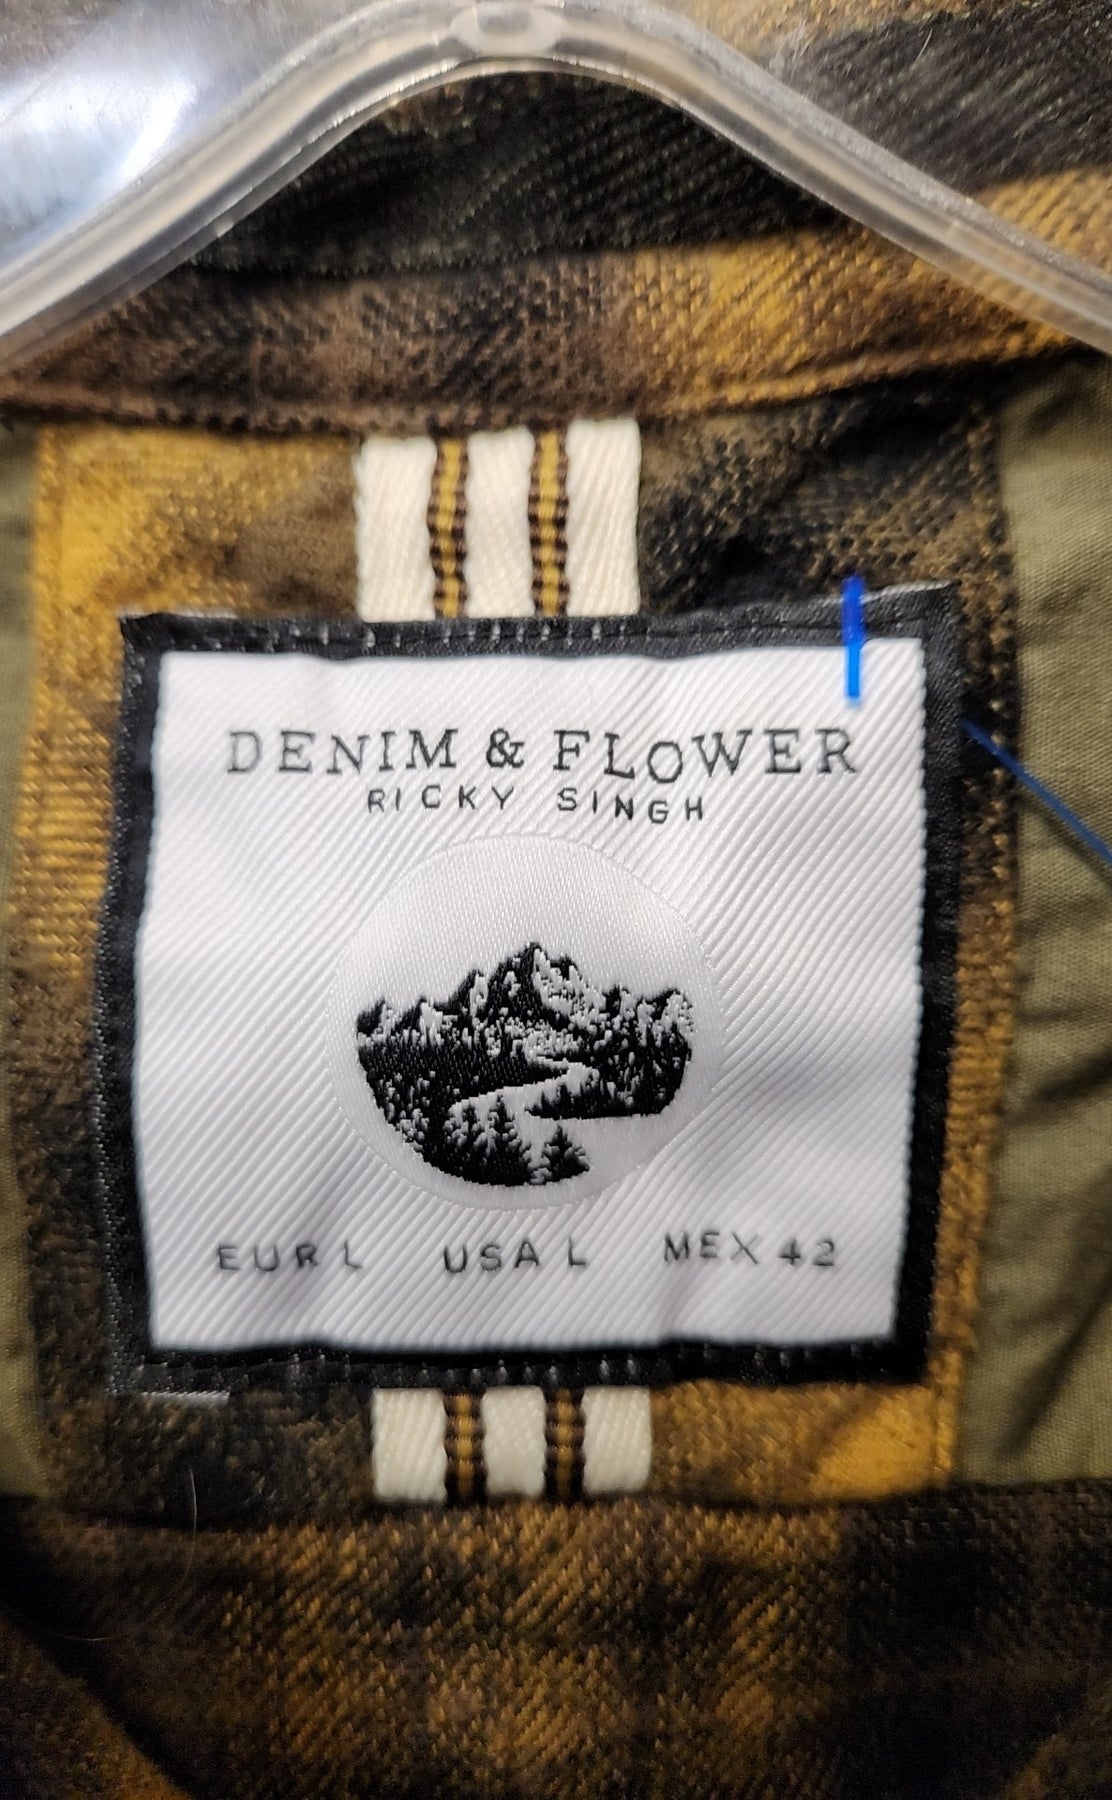 DENIM & FLOWER
RICKY SINGH
EUR L USA L MEX 42